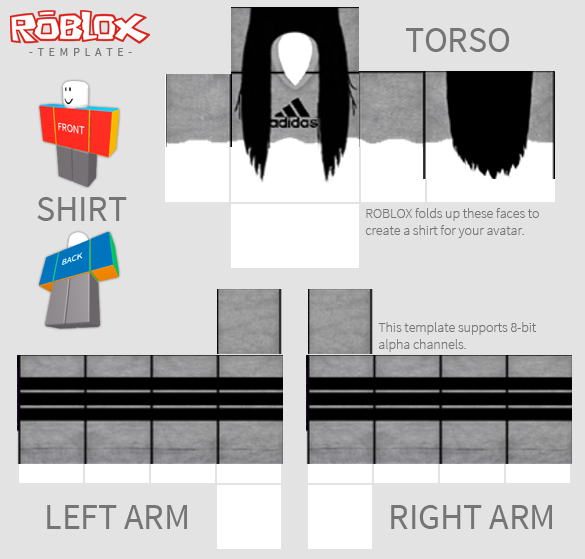 ROBLOX
-TEMPLATE-
TORSO
FRONT
adidas
SHIRT
ROBLOX folds up these faces to
create a shirt for your avatar.
BACK
This template supports 8-bit
alpha channels.
LEFT ARM
RIGHT ARM